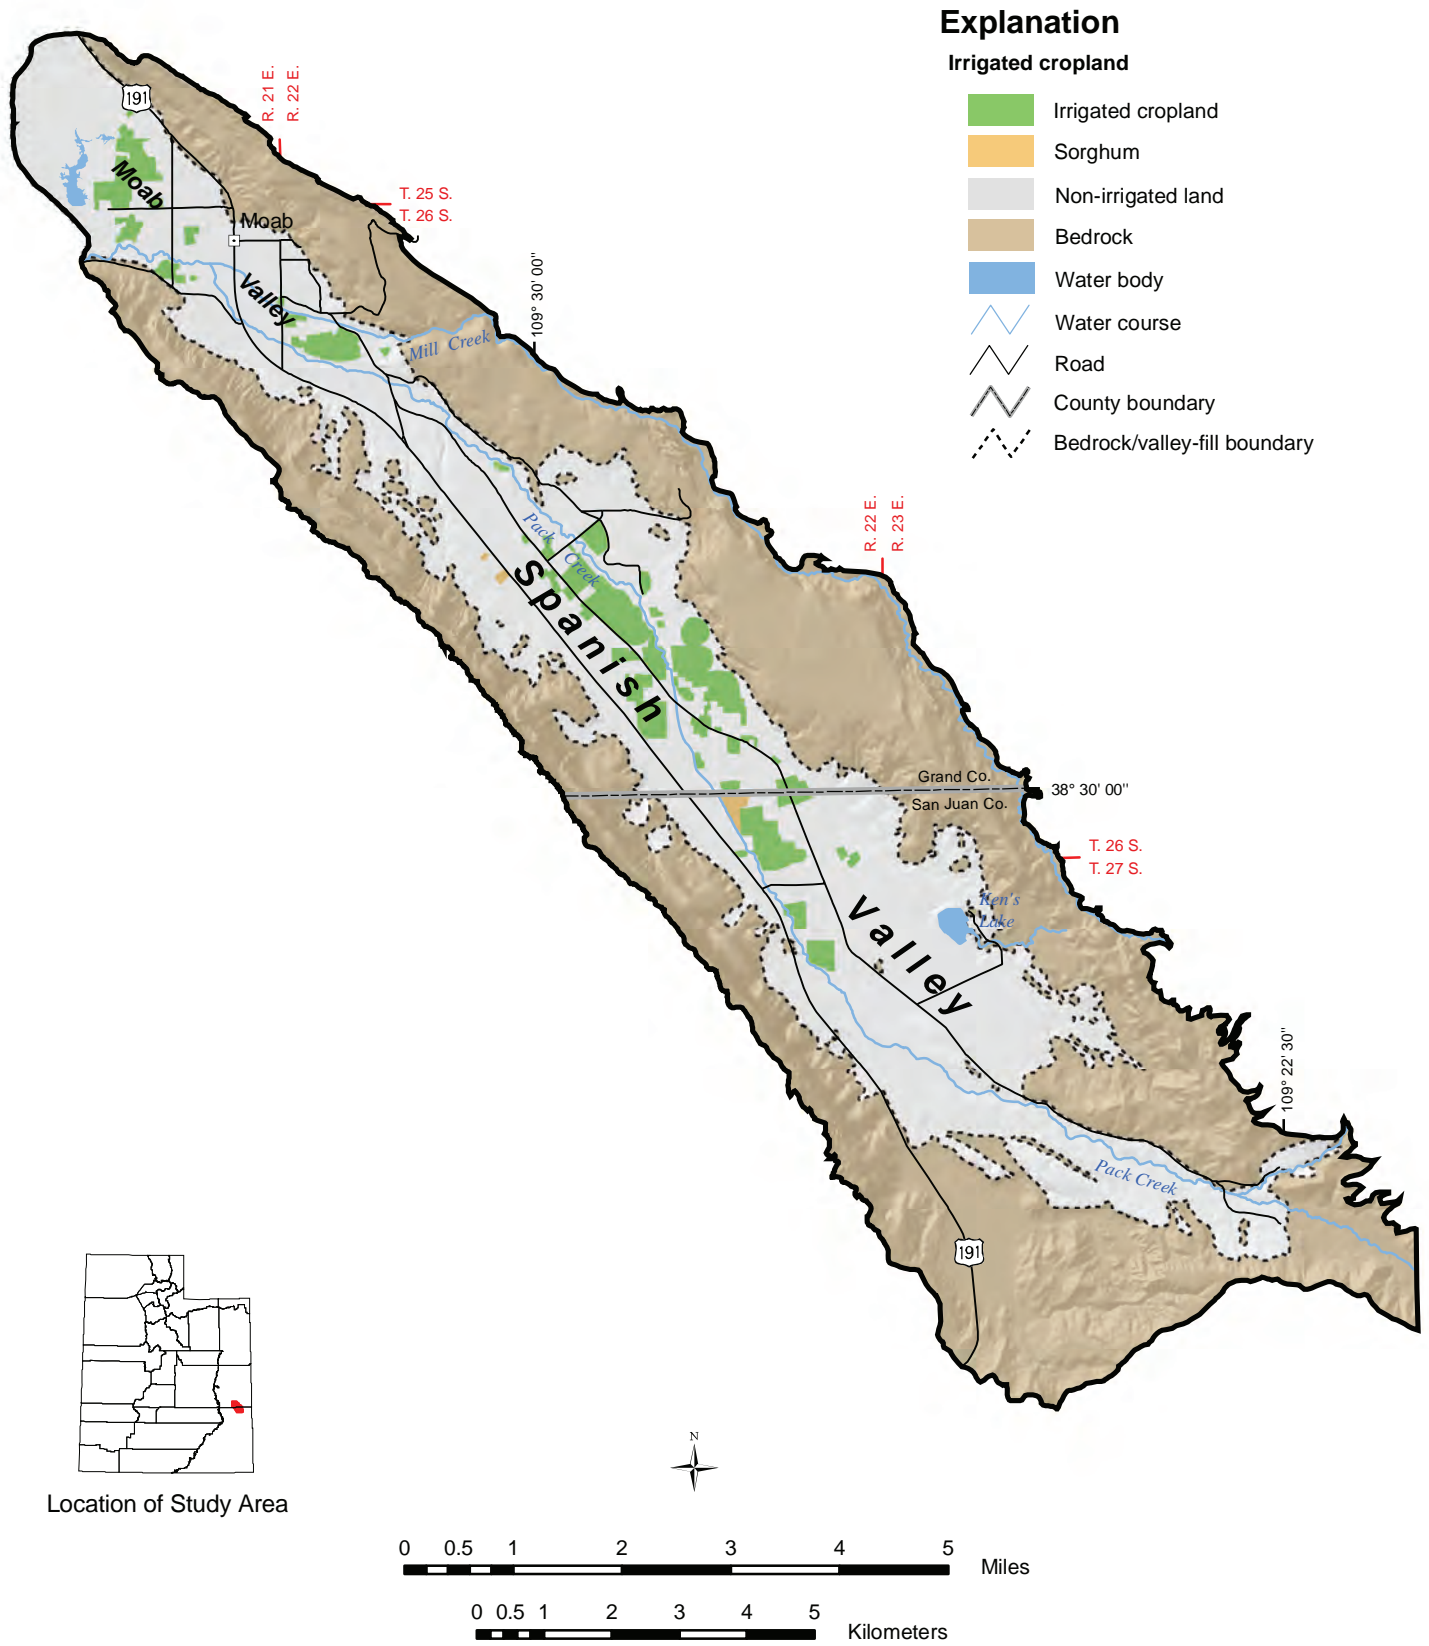 Explanation
Irrigated cropland
Irrigated cropland
Sorghum
Non-irrigated land
Bedrock
Water body
Water course
Road
County boundary
Bedrock/valley-fill boundary
191
R. 21 E.
R. 22 E.
T. 25 S.
T. 26 S.
Moab
Moab
Valley
Mill Creek
109° 30' 00"
R. 22 E.
R. 23 E.
Pack Creek
Spanish
Grand Co.
San Juan Co.
38° 30' 00"
T. 26 S.
T. 27 S.
Ken's
Lake
Valley
109° 22' 30"
Pack Creek
191
Location of Study Area
N
0 0.5 1 2 3 4 5
Miles
0 0.5 1 2 3 4 5
Kilometers